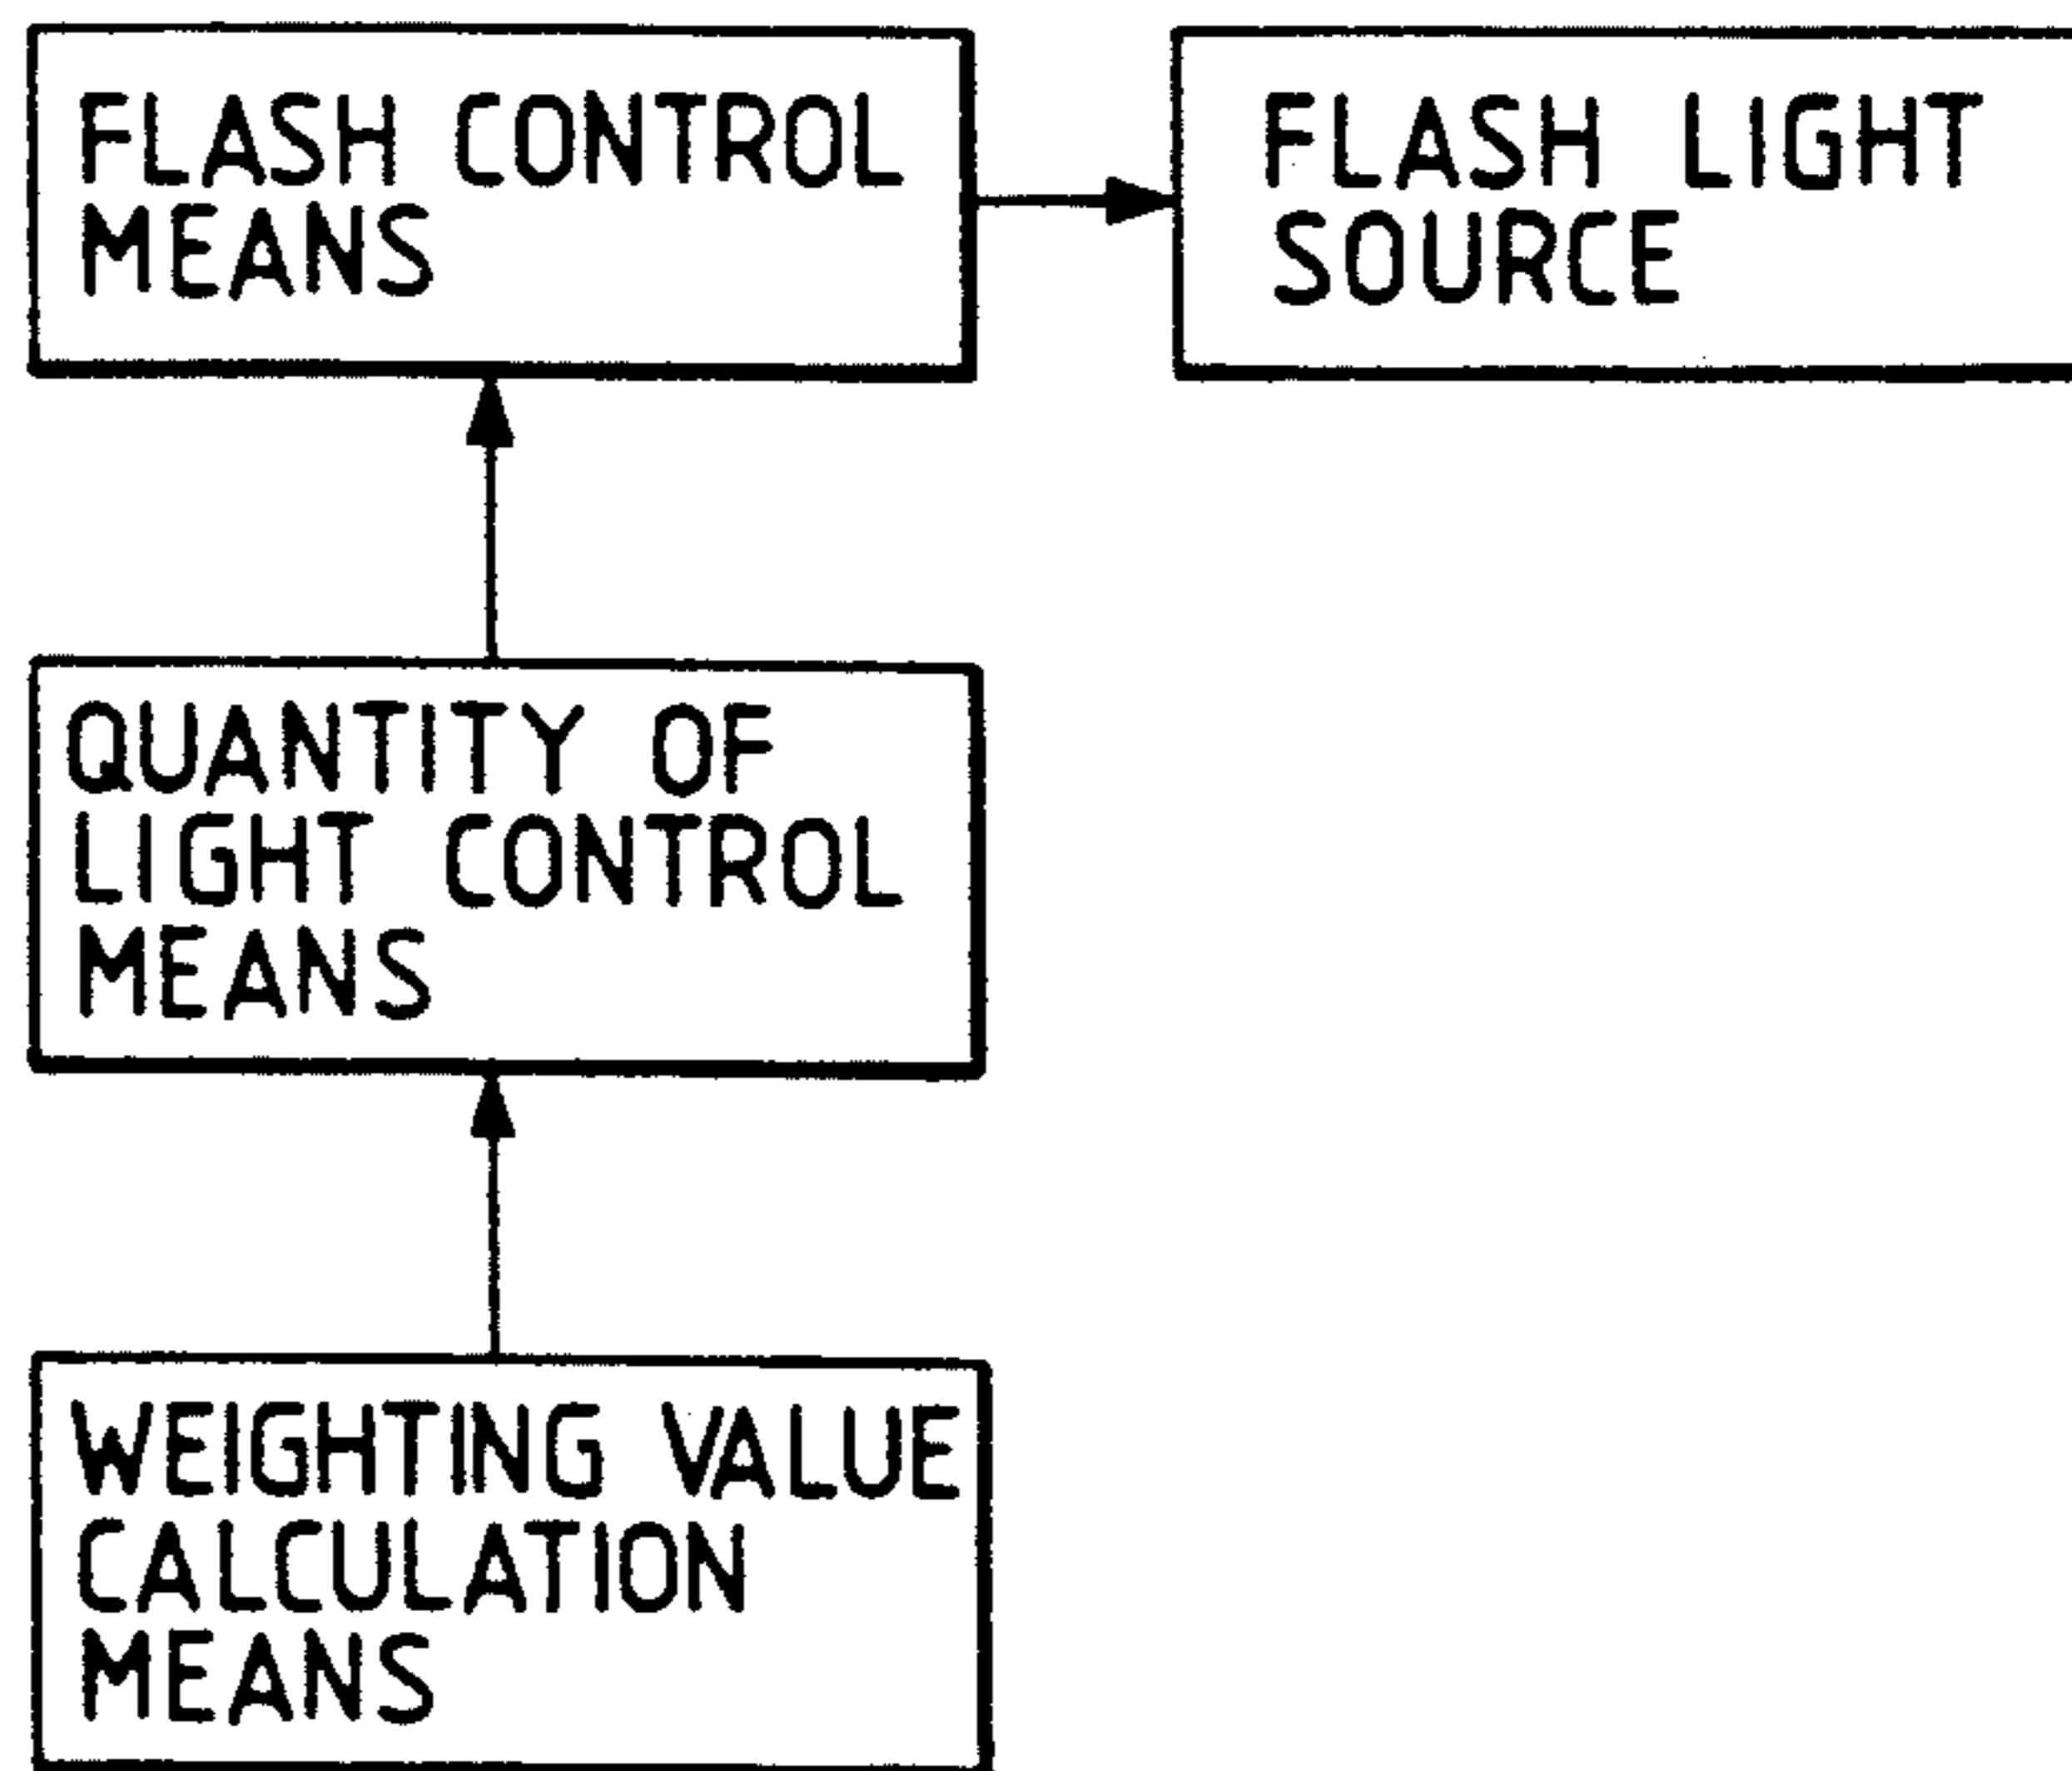 FLASH CONTROL
MEANS
FLASH LIGHT
SOURCE
QUANTITY OF
LIGHT CONTROL
MEANS
WEIGHTING VALUE
CALCULATION
MEANS